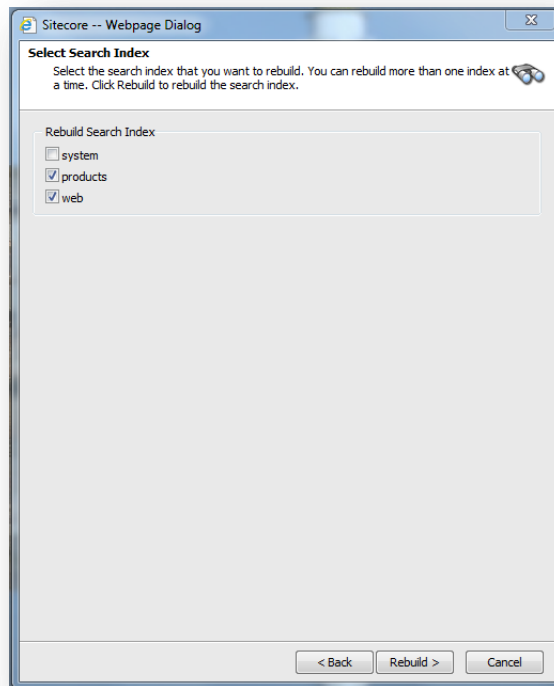 Sitecore -- Webpage Dialog
Select Search Index
Select the search index that you want to rebuild. You can rebuild more than one index at
a time. Click Rebuild to rebuild the search index.
Rebuild Search Index
system
products
web
< Back
Rebuild >
Cancel